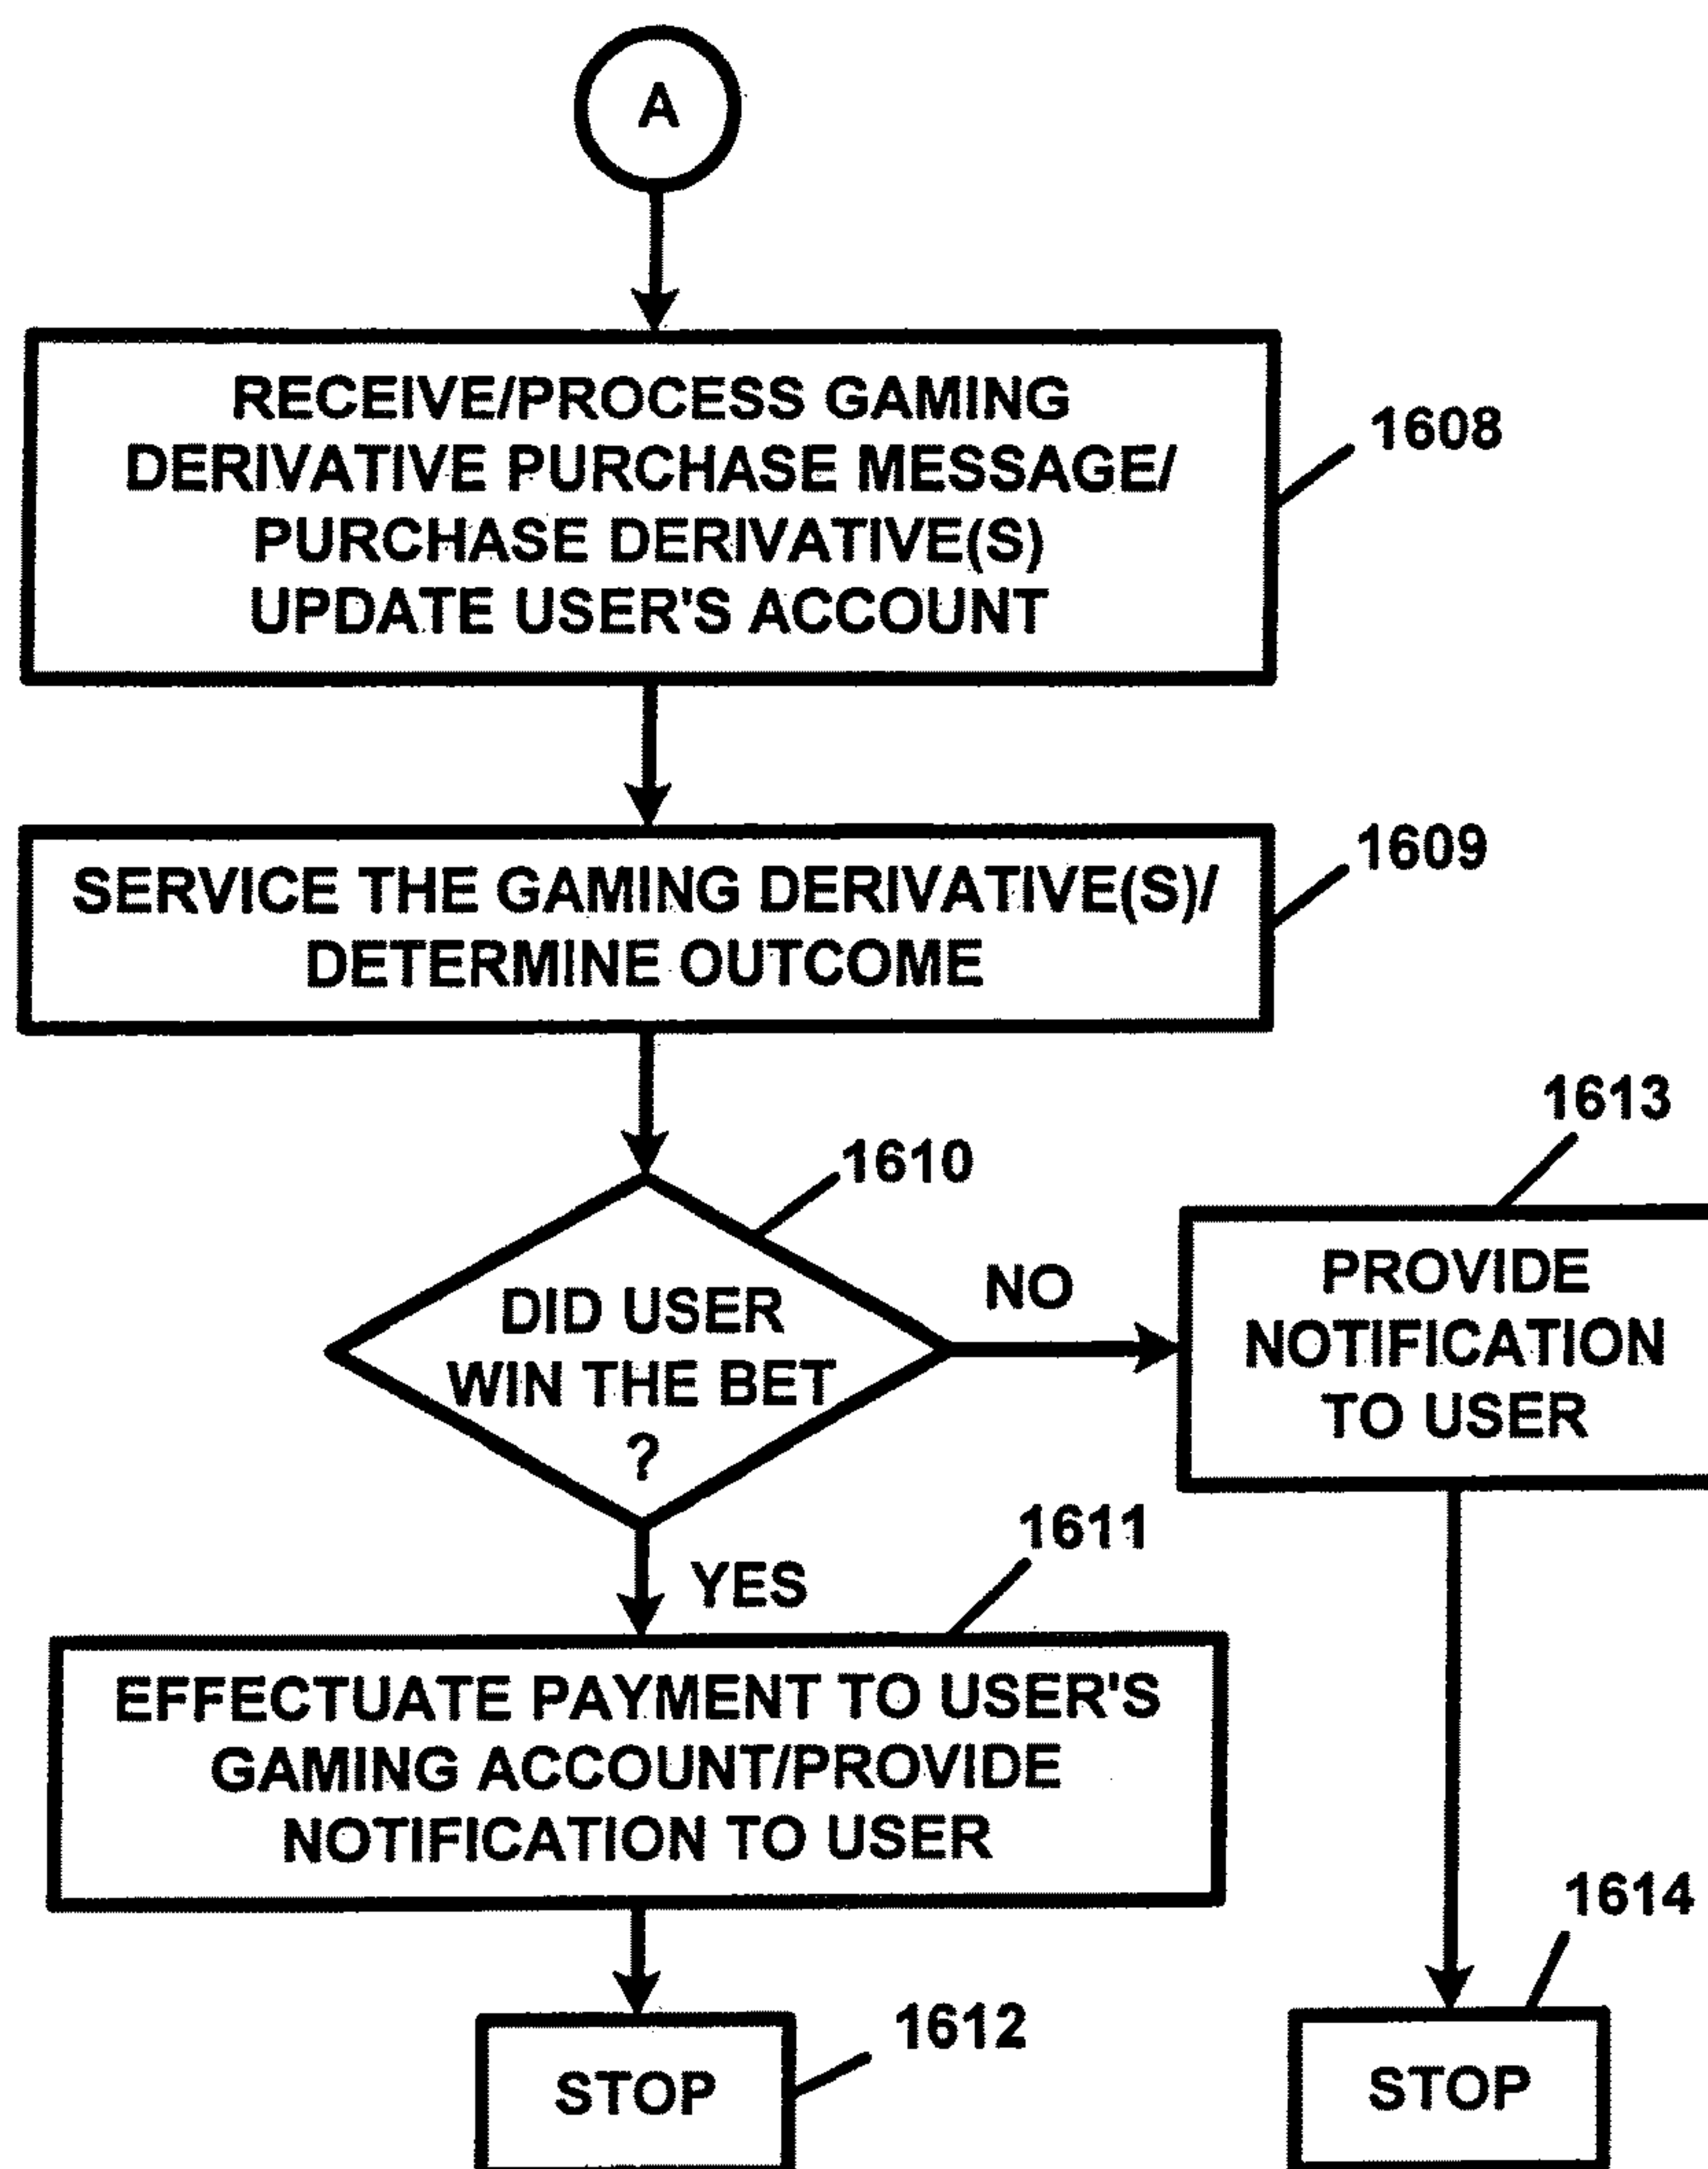 A
RECEIVE/PROCESS GAMING
DERIVATIVE PURCHASE MESSAGE/
PURCHASE DERIVATIVE(S)
UPDATE USER'S ACCOUNT
1608
SERVICE THE GAMING DERIVATIVE(S)/
DETERMINE OUTCOME
1609
DID USER
WIN THE BET
?
1610
NO
PROVIDE
NOTIFICATION
TO USER
1613
YES
EFFECTUATE PAYMENT TO USER'S
GAMING ACCOUNT/PROVIDE
NOTIFICATION TO USER
1611
STOP
1612
STOP
1614